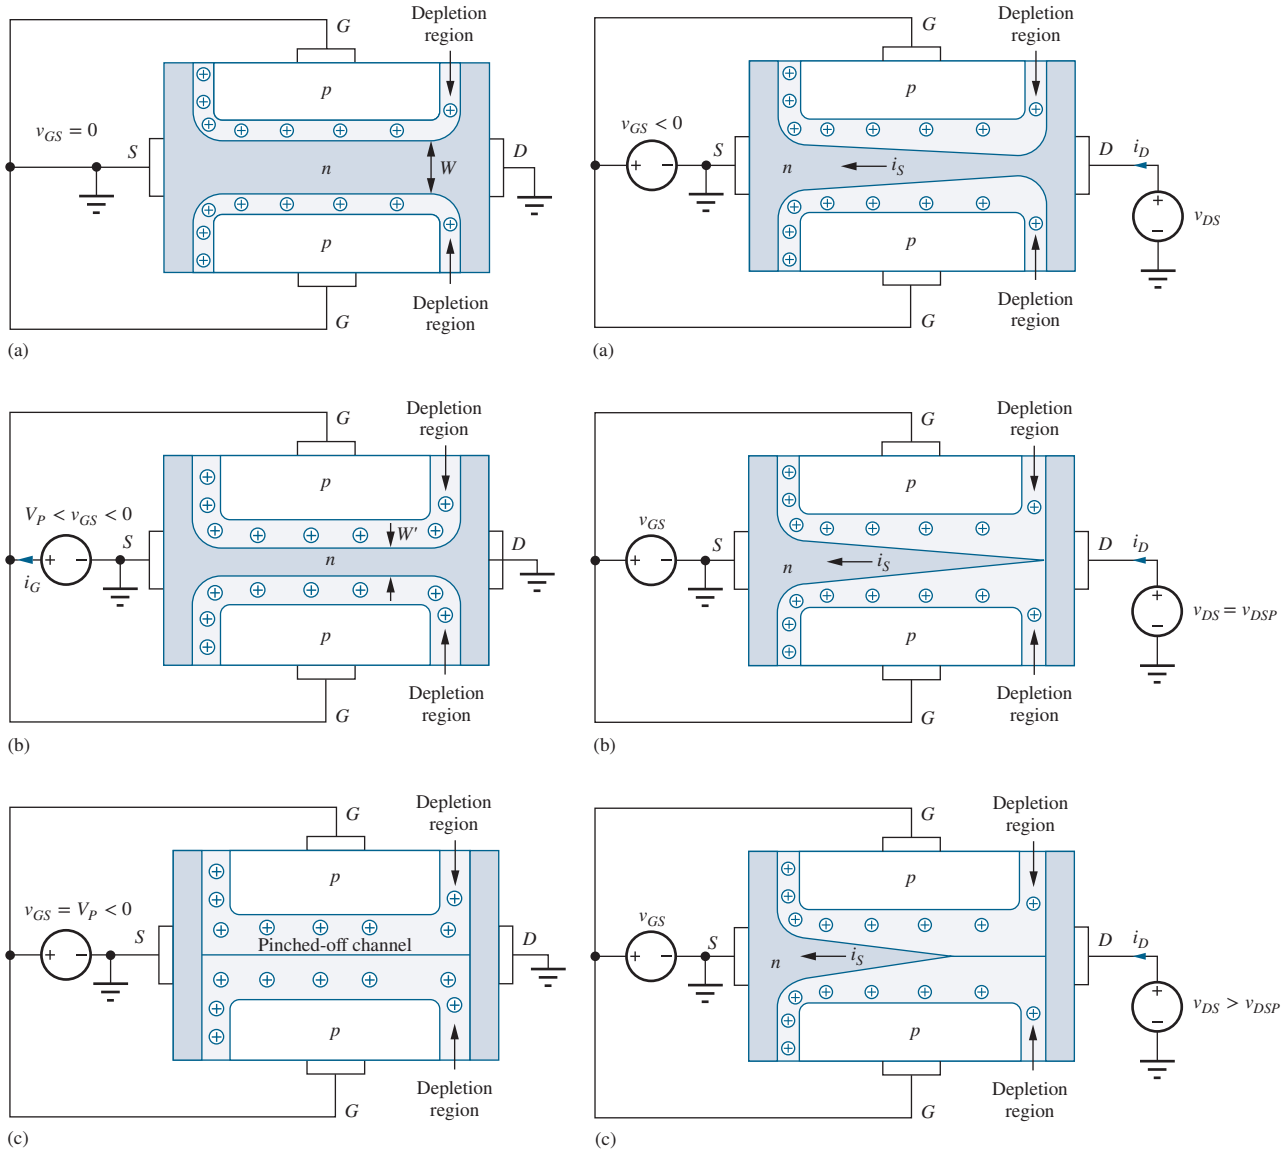 G
Depletion
region
p
v_GS = 0
S
n
W
D
p
Depletion
region
G
(a)
G
Depletion
region
p
v_GS < 0
+ −
S
n
i_S
D
i_D
+
−
v_DS
p
Depletion
region
G
(a)
G
Depletion
region
p
V_P < v_GS < 0
+ −
i_G
S
W′
n
D
p
Depletion
region
G
(b)
G
Depletion
region
p
v_GS
+ −
S
n
i_S
D
i_D
+
−
v_DS = v_DSP
p
Depletion
region
G
(b)
G
Depletion
region
p
v_GS = V_P < 0
+ −
S
Pinched-off channel
D
p
Depletion
region
G
(c)
G
Depletion
region
p
v_GS
+ −
S
n
i_S
D
i_D
+
−
v_DS > v_DSP
p
Depletion
region
G
(c)